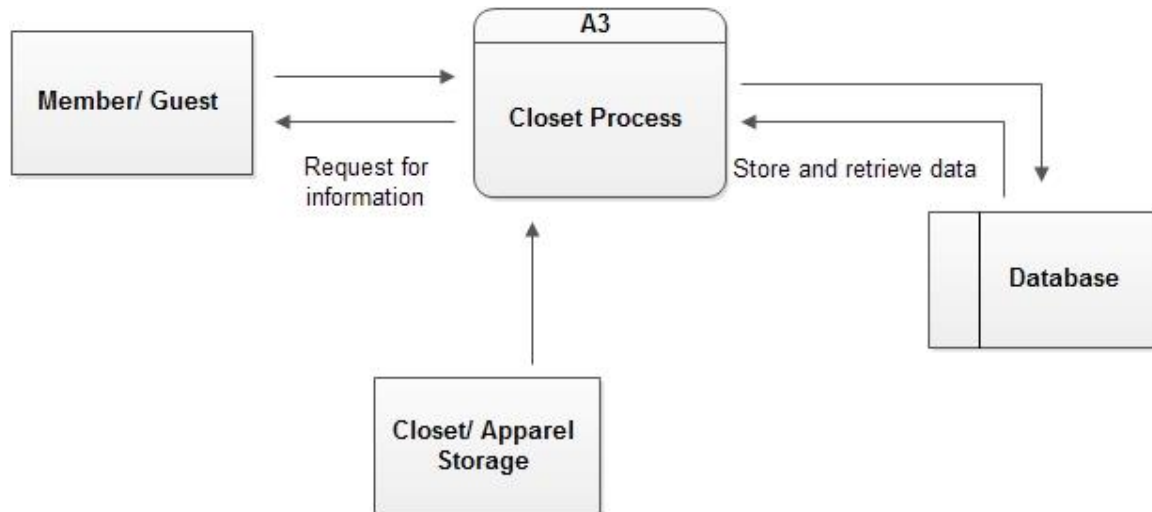 A3
Member/ Guest
Closet Process
Request for
information
Store and retrieve data
Database
Closet/ Apparel
Storage